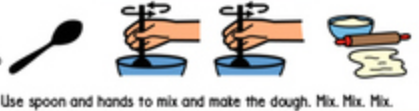 Use spoon and hands to mix and make the dough. Mix. Mix. Mix.